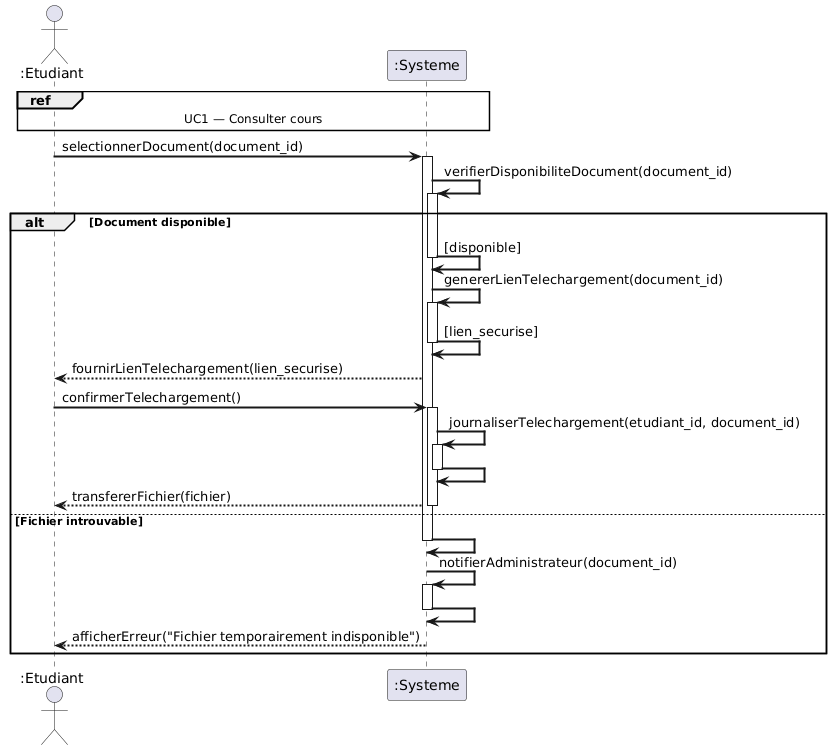 :Etudiant
:Systeme
ref
UC1 — Consulter cours
selectionnerDocument(document_id)
verifierDisponibiliteDocument(document_id)
alt [Document disponible]
[disponible]
genererLienTelechargement(document_id)
[lien_securise]
fournirLienTelechargement(lien_securise)
confirmerTelechargement()
journaliserTelechargement(etudiant_id, document_id)
transfererFichier(fichier)
[Fichier introuvable]
notifierAdministrateur(document_id)
afficherErreur("Fichier temporairement indisponible")
:Etudiant
:Systeme